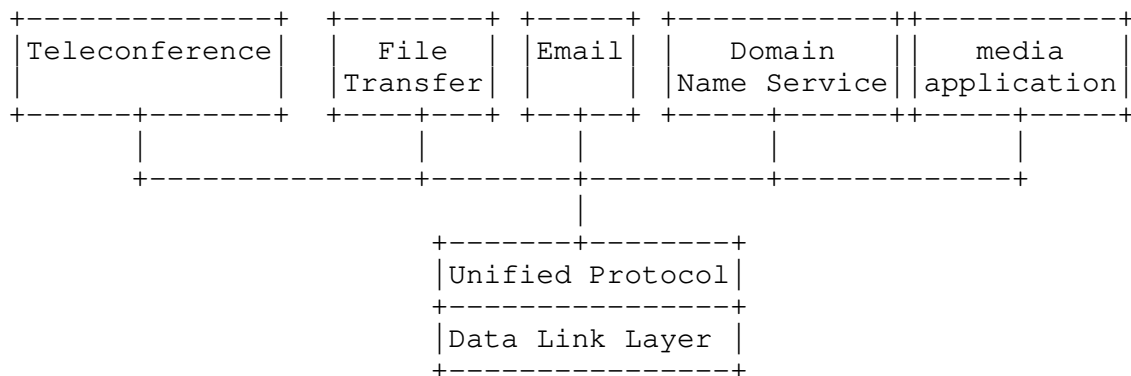 Teleconference
File
Transfer
Email
Domain
Name Service
media
application
Unified Protocol
Data Link Layer